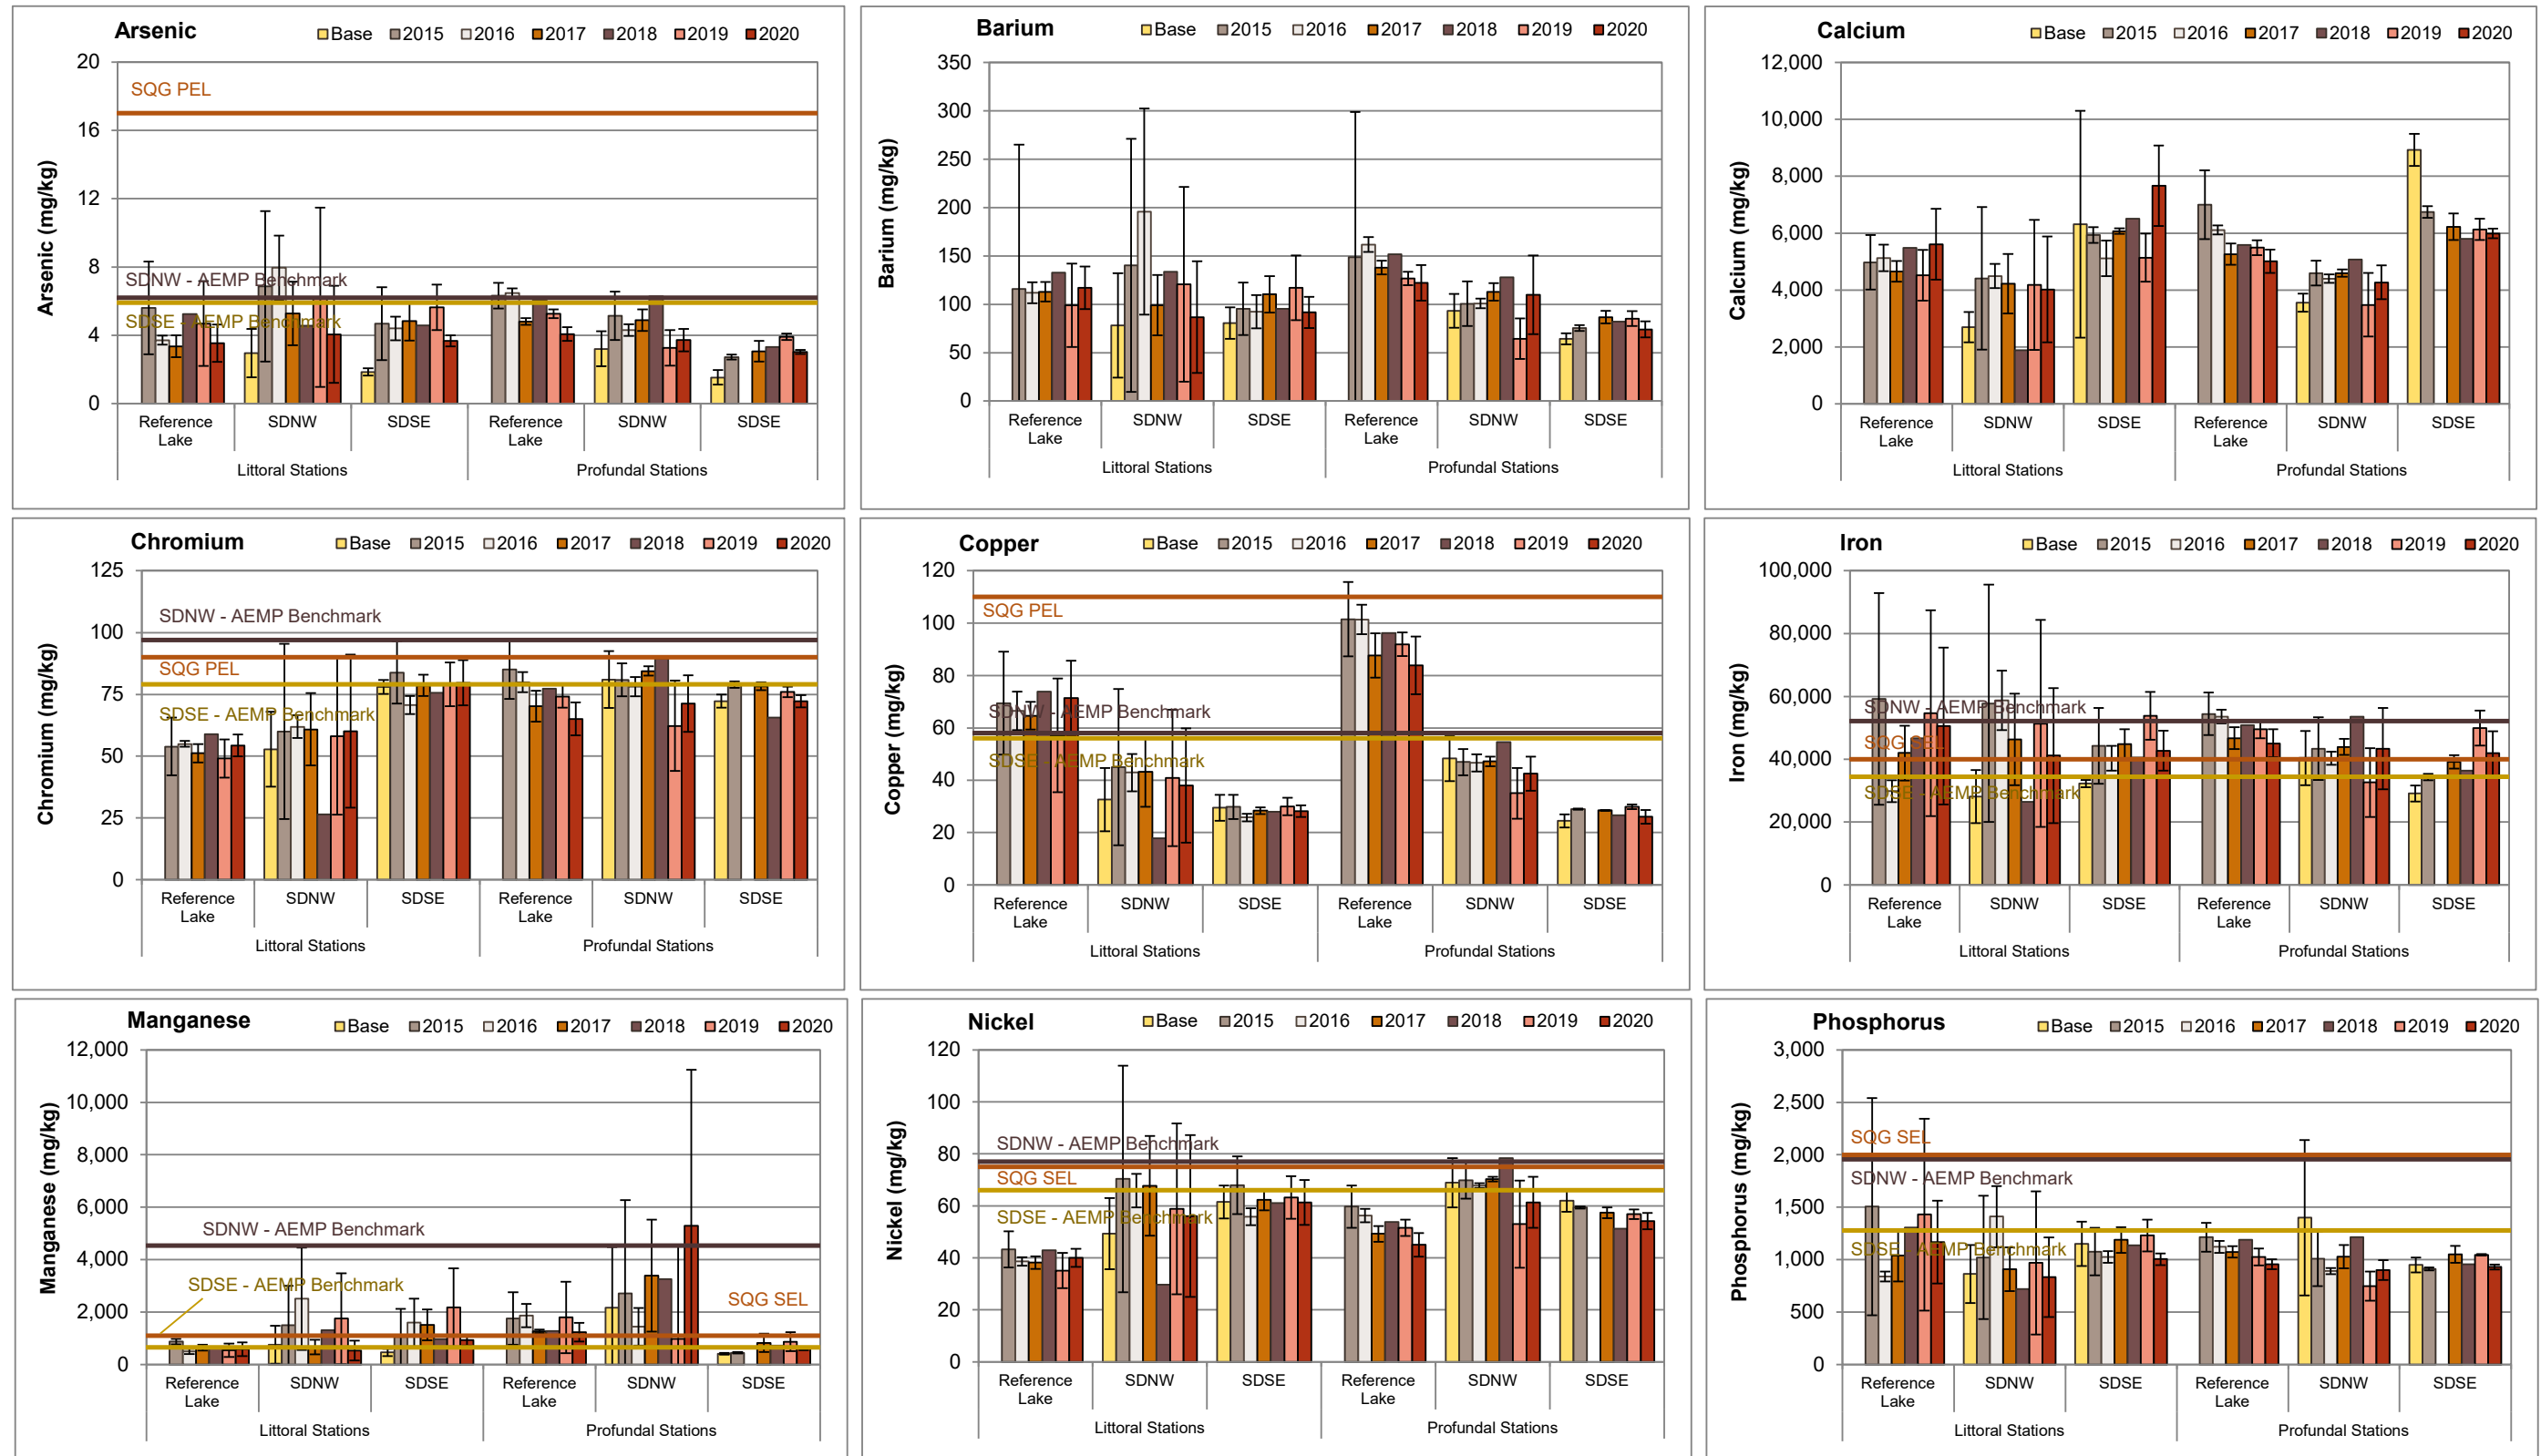 Arsenic
Base 2015 2016 2017 2018 2019 2020
Arsenic (mg/kg)
20
16
12
8
4
0
SQG PEL
SDNW - AEMP Benchmark
SDSE - AEMP Benchmark
Reference Lake SDNW SDSE Reference Lake SDNW SDSE
Littoral Stations Profundal Stations
Barium
Base 2015 2016 2017 2018 2019 2020
Barium (mg/kg)
350
300
250
200
150
100
50
0
Reference Lake SDNW SDSE Reference Lake SDNW SDSE
Littoral Stations Profundal Stations
Calcium
Base 2015 2016 2017 2018 2019 2020
Calcium (mg/kg)
12,000
10,000
8,000
6,000
4,000
2,000
0
Reference Lake SDNW SDSE Reference Lake SDNW SDSE
Littoral Stations Profundal Stations
Chromium
Base 2015 2016 2017 2018 2019 2020
Chromium (mg/kg)
125
100
75
50
25
0
SDNW - AEMP Benchmark
SQG PEL
SDSE - AEMP Benchmark
Reference Lake SDNW SDSE Reference Lake SDNW SDSE
Littoral Stations Profundal Stations
Copper
Base 2015 2016 2017 2018 2019 2020
Copper (mg/kg)
120
100
80
60
40
20
0
SQG PEL
SDNW - AEMP Benchmark
SDSE - AEMP Benchmark
Reference Lake SDNW SDSE Reference Lake SDNW SDSE
Littoral Stations Profundal Stations
Iron
Base 2015 2016 2017 2018 2019 2020
Iron (mg/kg)
100,000
80,000
60,000
40,000
20,000
0
SDNW - AEMP Benchmark
SQG SEL
SDSE - AEMP Benchmark
Reference Lake SDNW SDSE Reference Lake SDNW SDSE
Littoral Stations Profundal Stations
Manganese
Base 2015 2016 2017 2018 2019 2020
Manganese (mg/kg)
12,000
10,000
8,000
6,000
4,000
2,000
0
SDNW - AEMP Benchmark
SDSE - AEMP Benchmark
SQG SEL
Reference Lake SDNW SDSE Reference Lake SDNW SDSE
Littoral Stations Profundal Stations
Nickel
Base 2015 2016 2017 2018 2019 2020
Nickel (mg/kg)
120
100
80
60
40
20
0
SDNW - AEMP Benchmark
SQG SEL
SDSE - AEMP Benchmark
Reference Lake SDNW SDSE Reference Lake SDNW SDSE
Littoral Stations Profundal Stations
Phosphorus
Base 2015 2016 2017 2018 2019 2020
Phosphorus (mg/kg)
3,000
2,500
2,000
1,500
1,000
500
0
SQG SEL
SDNW - AEMP Benchmark
SDSE - AEMP Benchmark
Reference Lake SDNW SDSE Reference Lake SDNW SDSE
Littoral Stations Profundal Stations